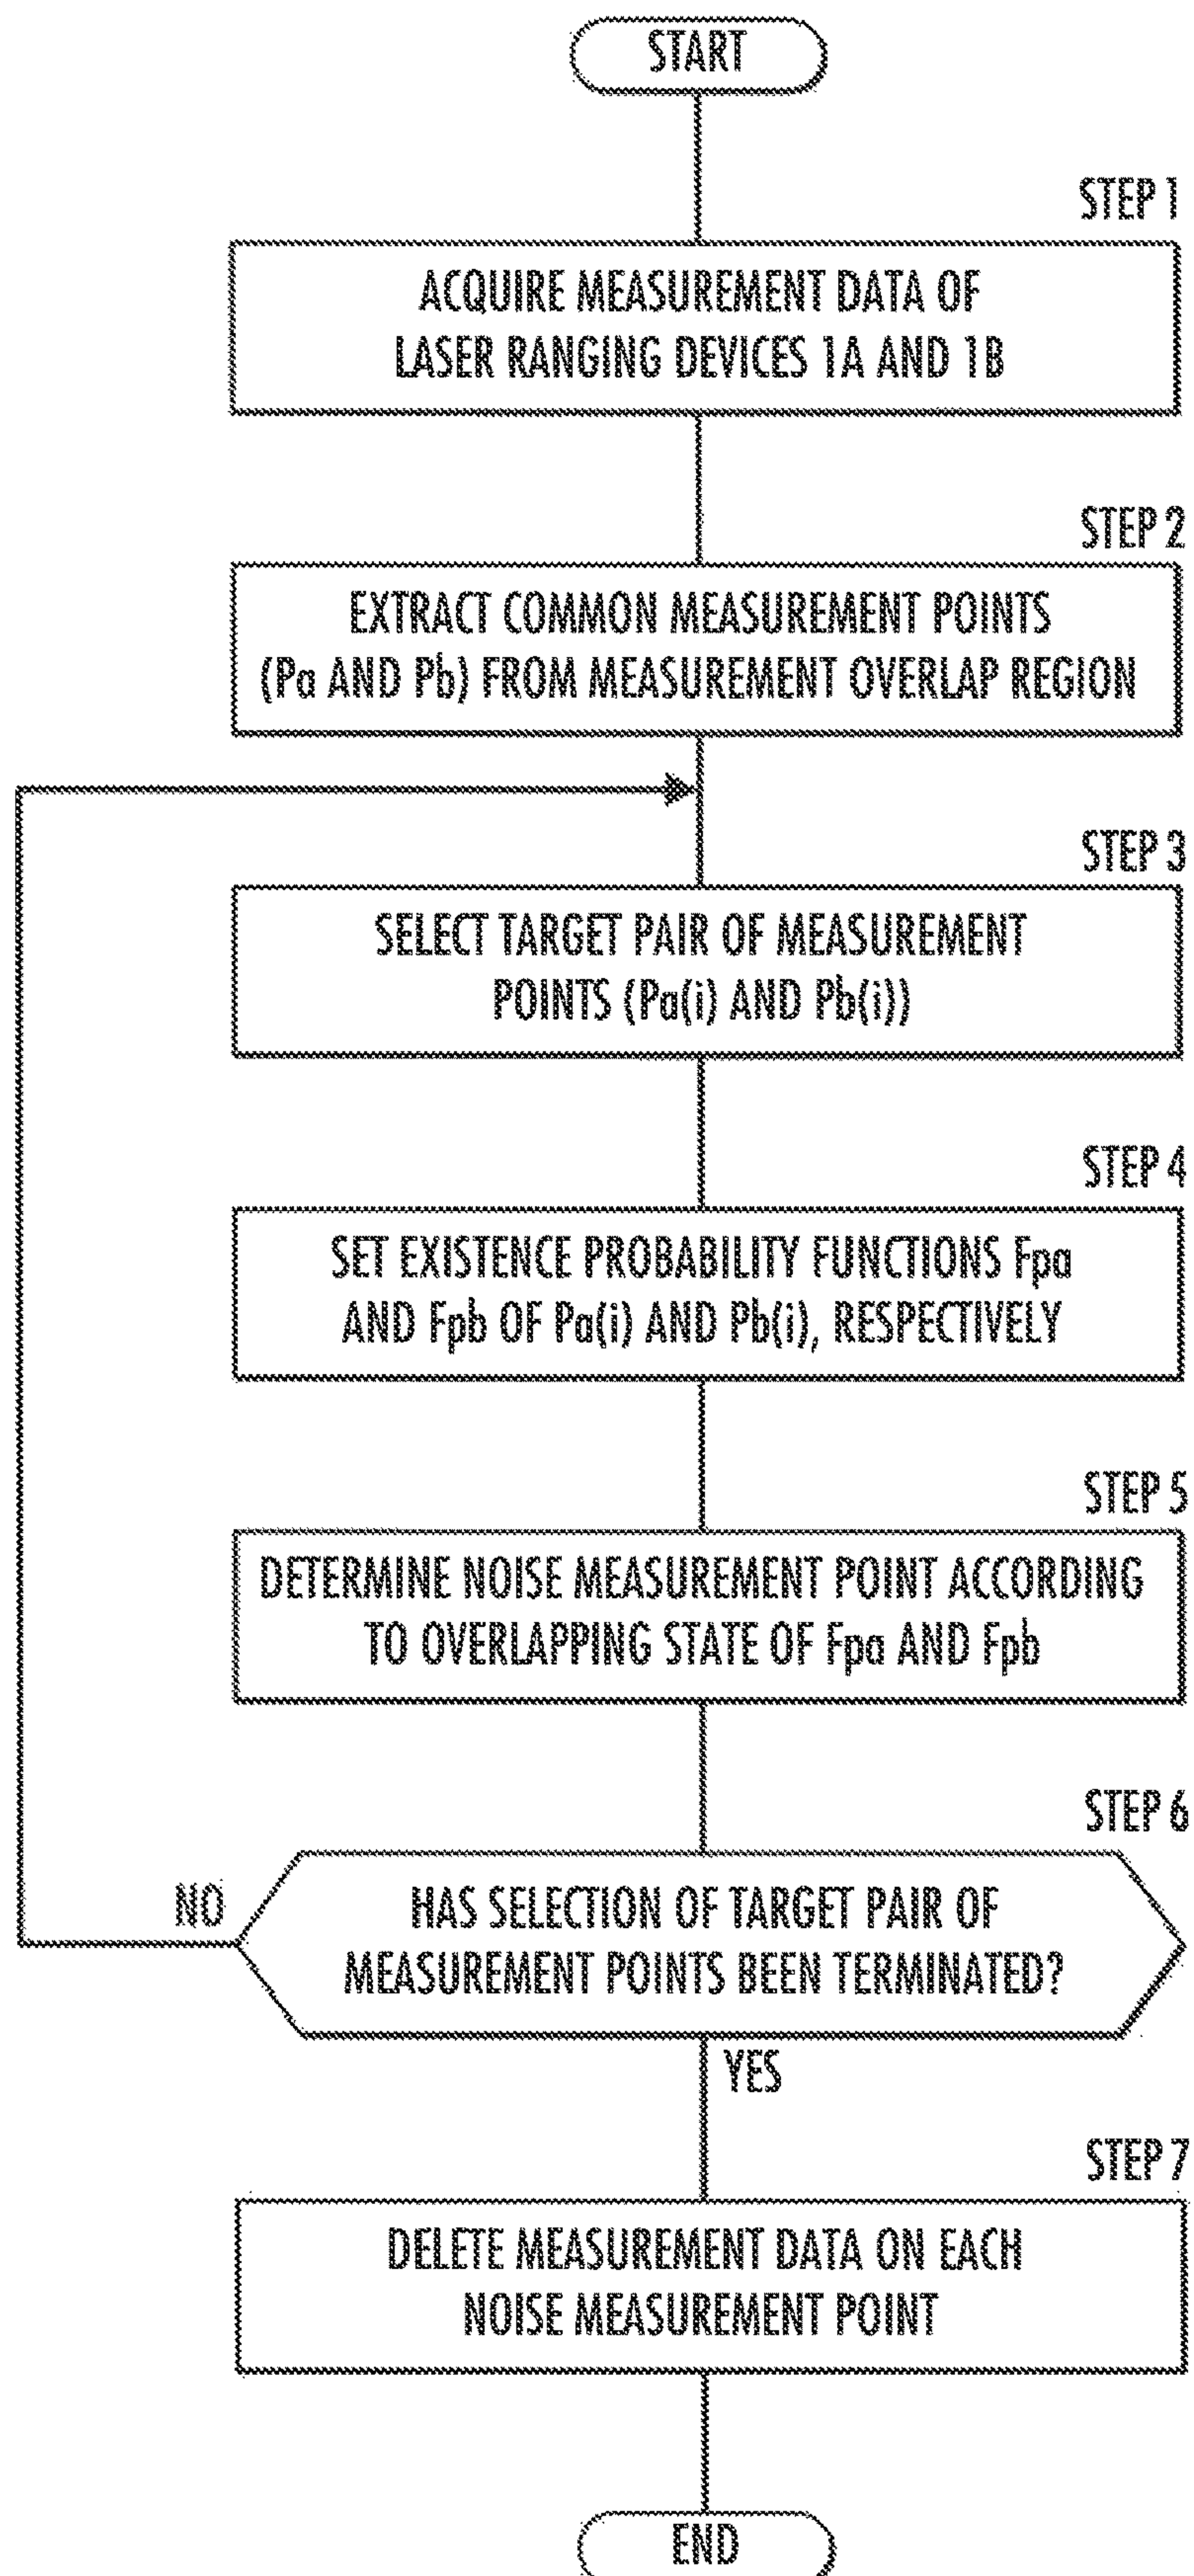 START
STEP 1
ACQUIRE MEASUREMENT DATA OF
LASER RANGING DEVICES 1A AND 1B
STEP 2
EXTRACT COMMON MEASUREMENT POINTS
(Pa AND Pb) FROM MEASUREMENT OVERLAP REGION
STEP 3
SELECT TARGET PAIR OF MEASUREMENT
POINTS (Pa(i) AND Pb(i))
STEP 4
SET EXISTENCE PROBABILITY FUNCTIONS Fpa
AND Fpb OF Pa(i) AND Pb(i), RESPECTIVELY
STEP 5
DETERMINE NOISE MEASUREMENT POINT ACCORDING
TO OVERLAPPING STATE OF Fpa AND Fpb
STEP 6
NO
HAS SELECTION OF TARGET PAIR OF
MEASUREMENT POINTS BEEN TERMINATED?
YES
STEP 7
DELETE MEASUREMENT DATA ON EACH
NOISE MEASUREMENT POINT
END